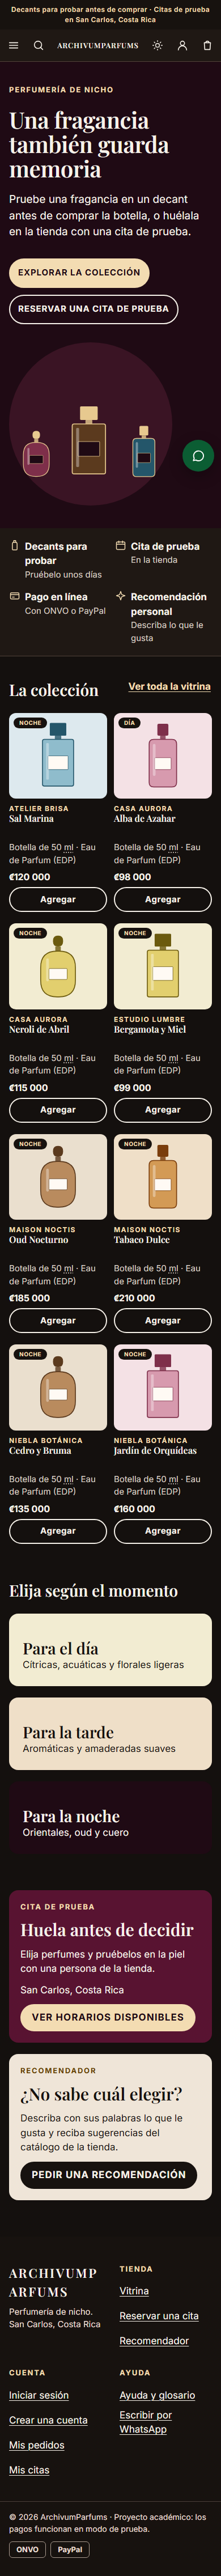 Decants para probar antes de comprar · Citas de prueba
en San Carlos, Costa Rica
ARCHIVUMPARFUMS
PERFUMERÍA DE NICHO
Una fragancia
también guarda
memoria
Pruebe una fragancia en un decant
antes de comprar la botella, o huélala
en la tienda con una cita de prueba.
EXPLORAR LA COLECCIÓN
RESERVAR UNA CITA DE PRUEBA
Decants para
probar
Pruébelo unos días
Cita de prueba
En la tienda
Pago en línea
Con ONVO o PayPal
Recomendación
personal
Describa lo que le
gusta
La colección
Ver toda la vitrina
NOCHE
ATELIER BRISA
Sal Marina
Botella de 50 ml · Eau
de Parfum (EDP)
₡120 000
Agregar
DÍA
CASA AURORA
Alba de Azahar
Botella de 50 ml · Eau
de Parfum (EDP)
₡98 000
Agregar
NOCHE
CASA AURORA
Neroli de Abril
Botella de 50 ml · Eau
de Parfum (EDP)
₡115 000
Agregar
NOCHE
ESTUDIO LUMBRE
Bergamota y Miel
Botella de 50 ml · Eau
de Parfum (EDP)
₡99 000
Agregar
NOCHE
MAISON NOCTIS
Oud Nocturno
Botella de 50 ml · Eau
de Parfum (EDP)
₡185 000
Agregar
NOCHE
MAISON NOCTIS
Tabaco Dulce
Botella de 50 ml · Eau
de Parfum (EDP)
₡210 000
Agregar
NOCHE
NIEBLA BOTÁNICA
Cedro y Bruma
Botella de 50 ml · Eau
de Parfum (EDP)
₡135 000
Agregar
NOCHE
NIEBLA BOTÁNICA
Jardín de Orquídeas
Botella de 50 ml · Eau
de Parfum (EDP)
₡160 000
Agregar
Elija según el momento
Para el día
Cítricas, acuáticas y florales ligeras
Para la tarde
Aromáticas y amaderadas suaves
Para la noche
Orientales, oud y cuero
CITA DE PRUEBA
Huela antes de decidir
Elija perfumes y pruébelos en la piel
con una persona de la tienda.
San Carlos, Costa Rica
VER HORARIOS DISPONIBLES
RECOMENDADOR
¿No sabe cuál elegir?
Describa con sus palabras lo que le
gusta y reciba sugerencias del
catálogo de la tienda.
PEDIR UNA RECOMENDACIÓN
ARCHIVUMP
ARFUMS
Perfumería de nicho.
San Carlos, Costa Rica
TIENDA
Vitrina
Reservar una cita
Recomendador
CUENTA
Iniciar sesión
Crear una cuenta
Mis pedidos
Mis citas
AYUDA
Ayuda y glosario
Escribir por
WhatsApp
© 2026 ArchivumParfums · Proyecto académico: los
pagos funcionan en modo de prueba.
ONVO
PayPal